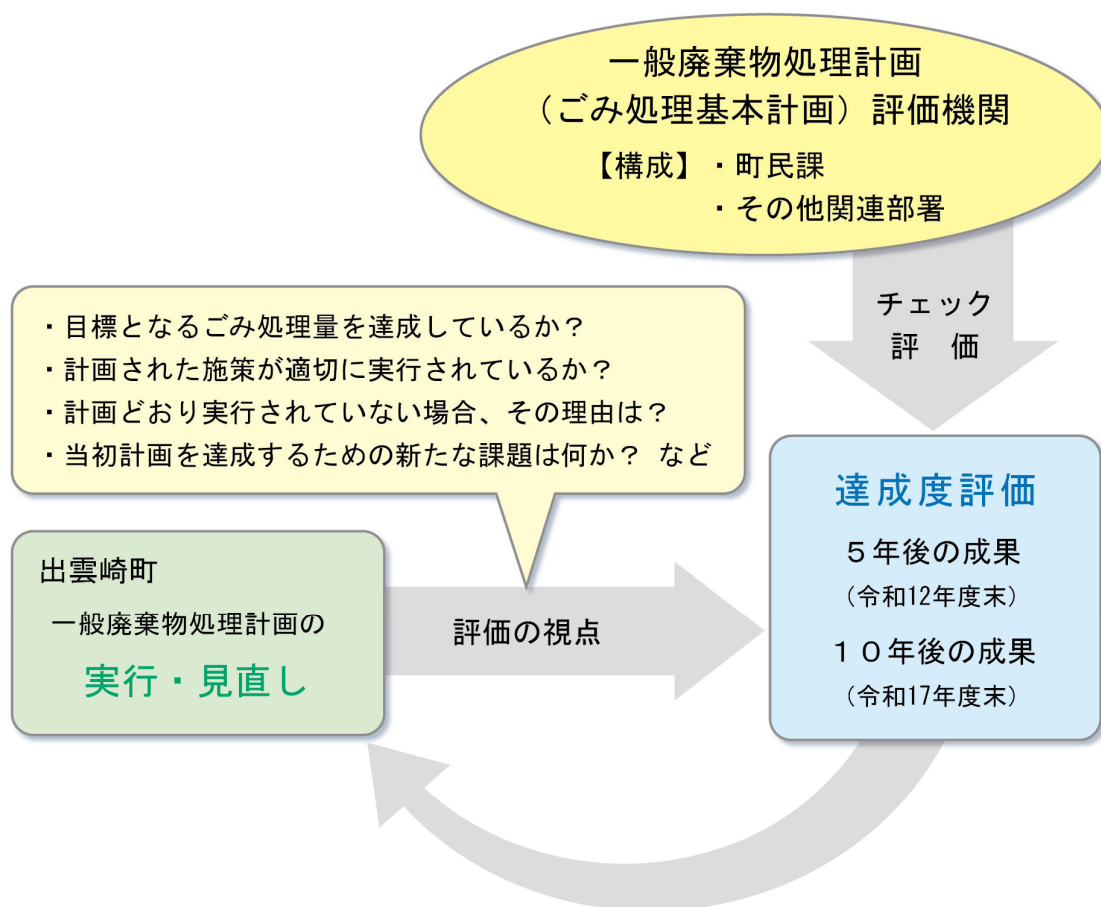 一般廃棄物処理計画
(ごみ処理基本計画)評価機関
【構成】・町民課
・その他関連部署
チェック
評　価
・目標となるごみ処理量を達成しているか？
・計画された施策が適切に実行されているか？
・計画どおり実行されていない場合、その理由は？
・当初計画を達成するための新たな課題は何か？ など
出雲崎町
一般廃棄物処理計画の
実行・見直し
評価の視点
達成度評価
５年後の成果
（令和12年度末）
１０年後の成果
（令和17年度末）